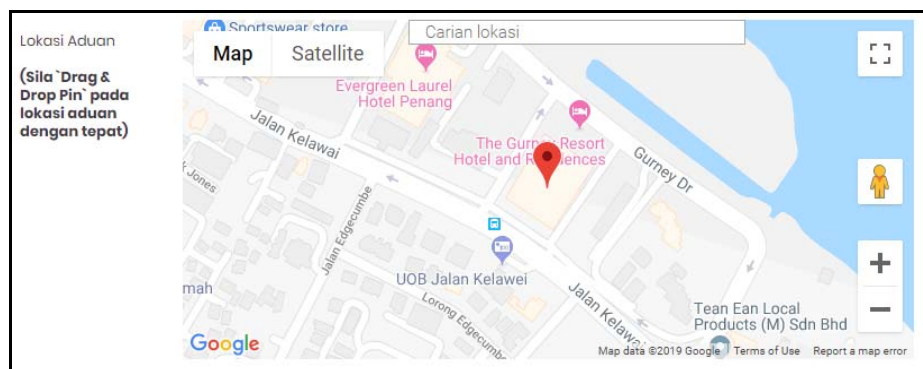 Lokasi Aduan
(Sila `Drag &
Drop Pin` pada
lokasi aduan
dengan tepat)
Sportswear store
Carian lokasi
Map
Satellite
Evergreen Laurel
Hotel Penang
Jalan Kelawai
The Gurney Resort
Hotel and Residences
Gurney Dr
Jones
Jalan Edgecumbe
UOB Jalan Kelawei
mah
Lorong Edgecumbe
Jalan Kelawai
Tean Ean Local
Products (M) Sdn Bhd
Google
Map data ©2019 Google
Terms of Use
Report a map error